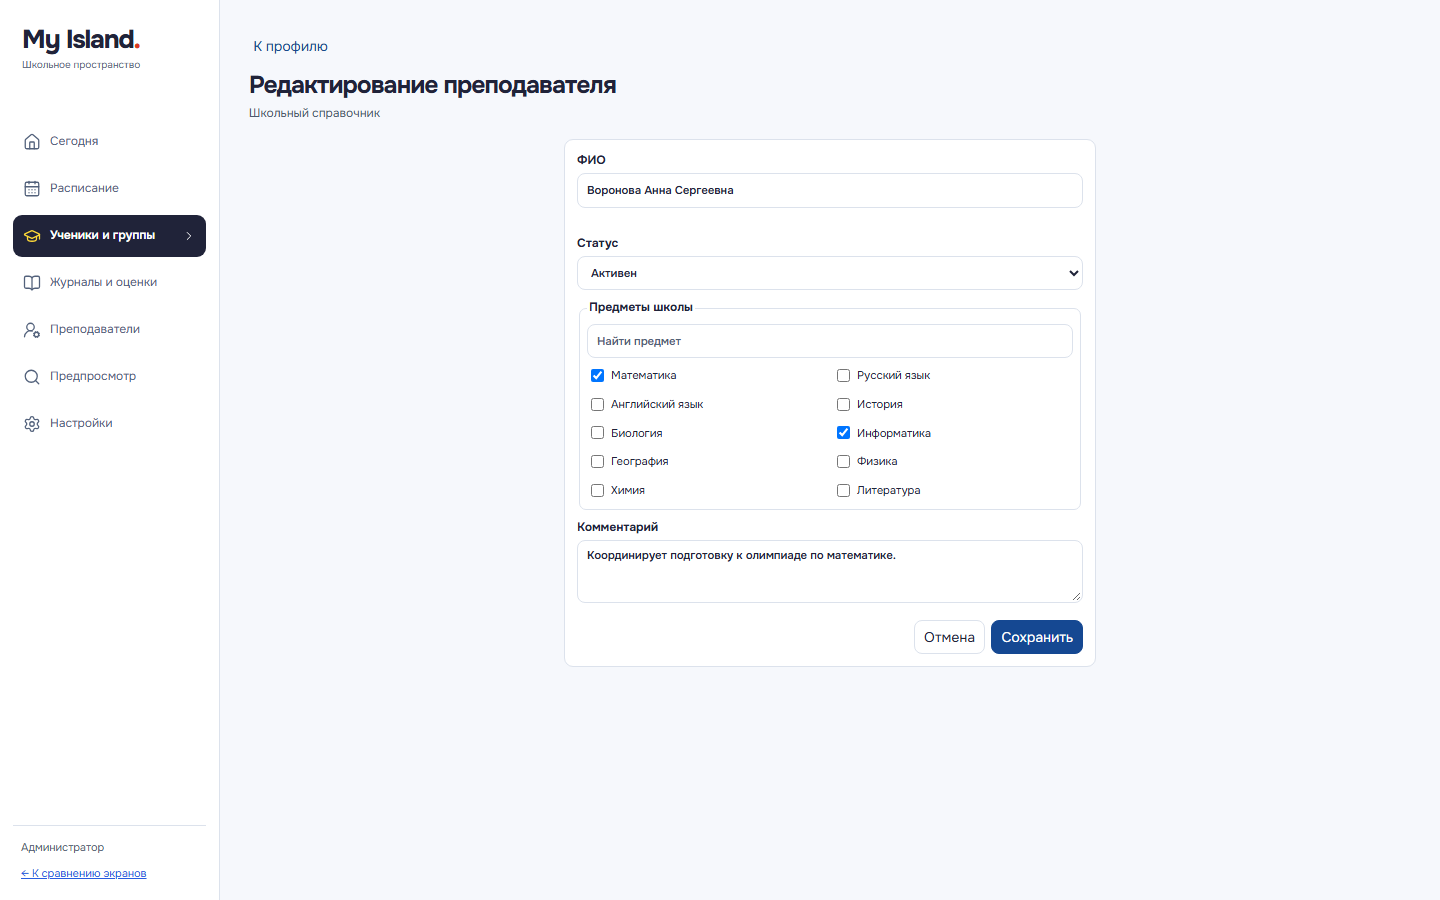 My Island.
Школьное пространство
Сегодня
Расписание
Ученики и группы
Журналы и оценки
Преподаватели
Предпросмотр
Настройки
Администратор
← К сравнению экранов
К профилю
Редактирование преподавателя
Школьный справочник
ФИО
Воронова Анна Сергеевна
Статус
Активен
Предметы школы
Найти предмет
Математика
Русский язык
Английский язык
История
Биология
Информатика
География
Физика
Химия
Литература
Комментарий
Координирует подготовку к олимпиаде по математике.
Отмена
Сохранить